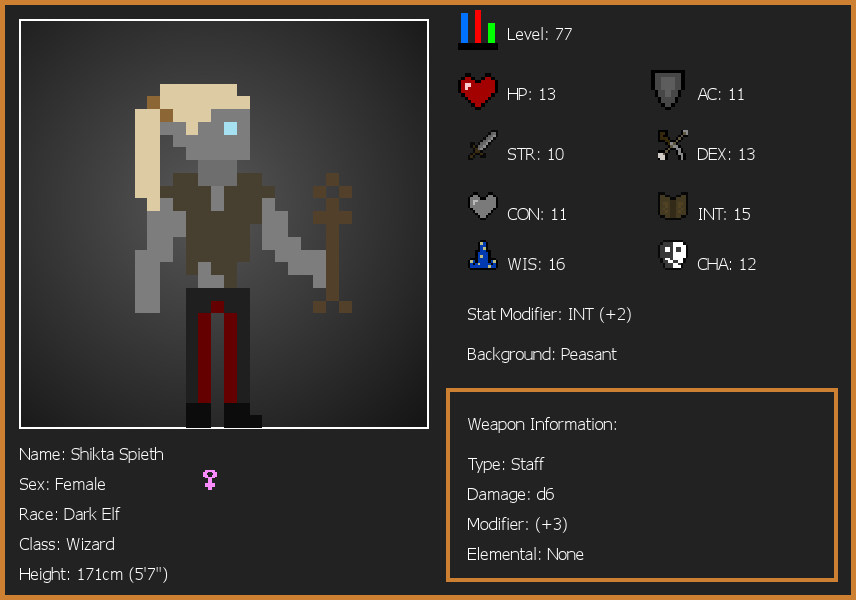 Level: 77
HP: 13
AC: 11
STR: 10
DEX: 13
CON: 11
INT: 15
WIS: 16
CHA: 12
Stat Modifier: INT (+2)
Background: Peasant
Weapon Information:
Type: Staff
Damage: d6
Modifier: (+3)
Elemental: None
Name: Shikta Spieth
Sex: Female
Race: Dark Elf
Class: Wizard
Height: 171cm (5'7")